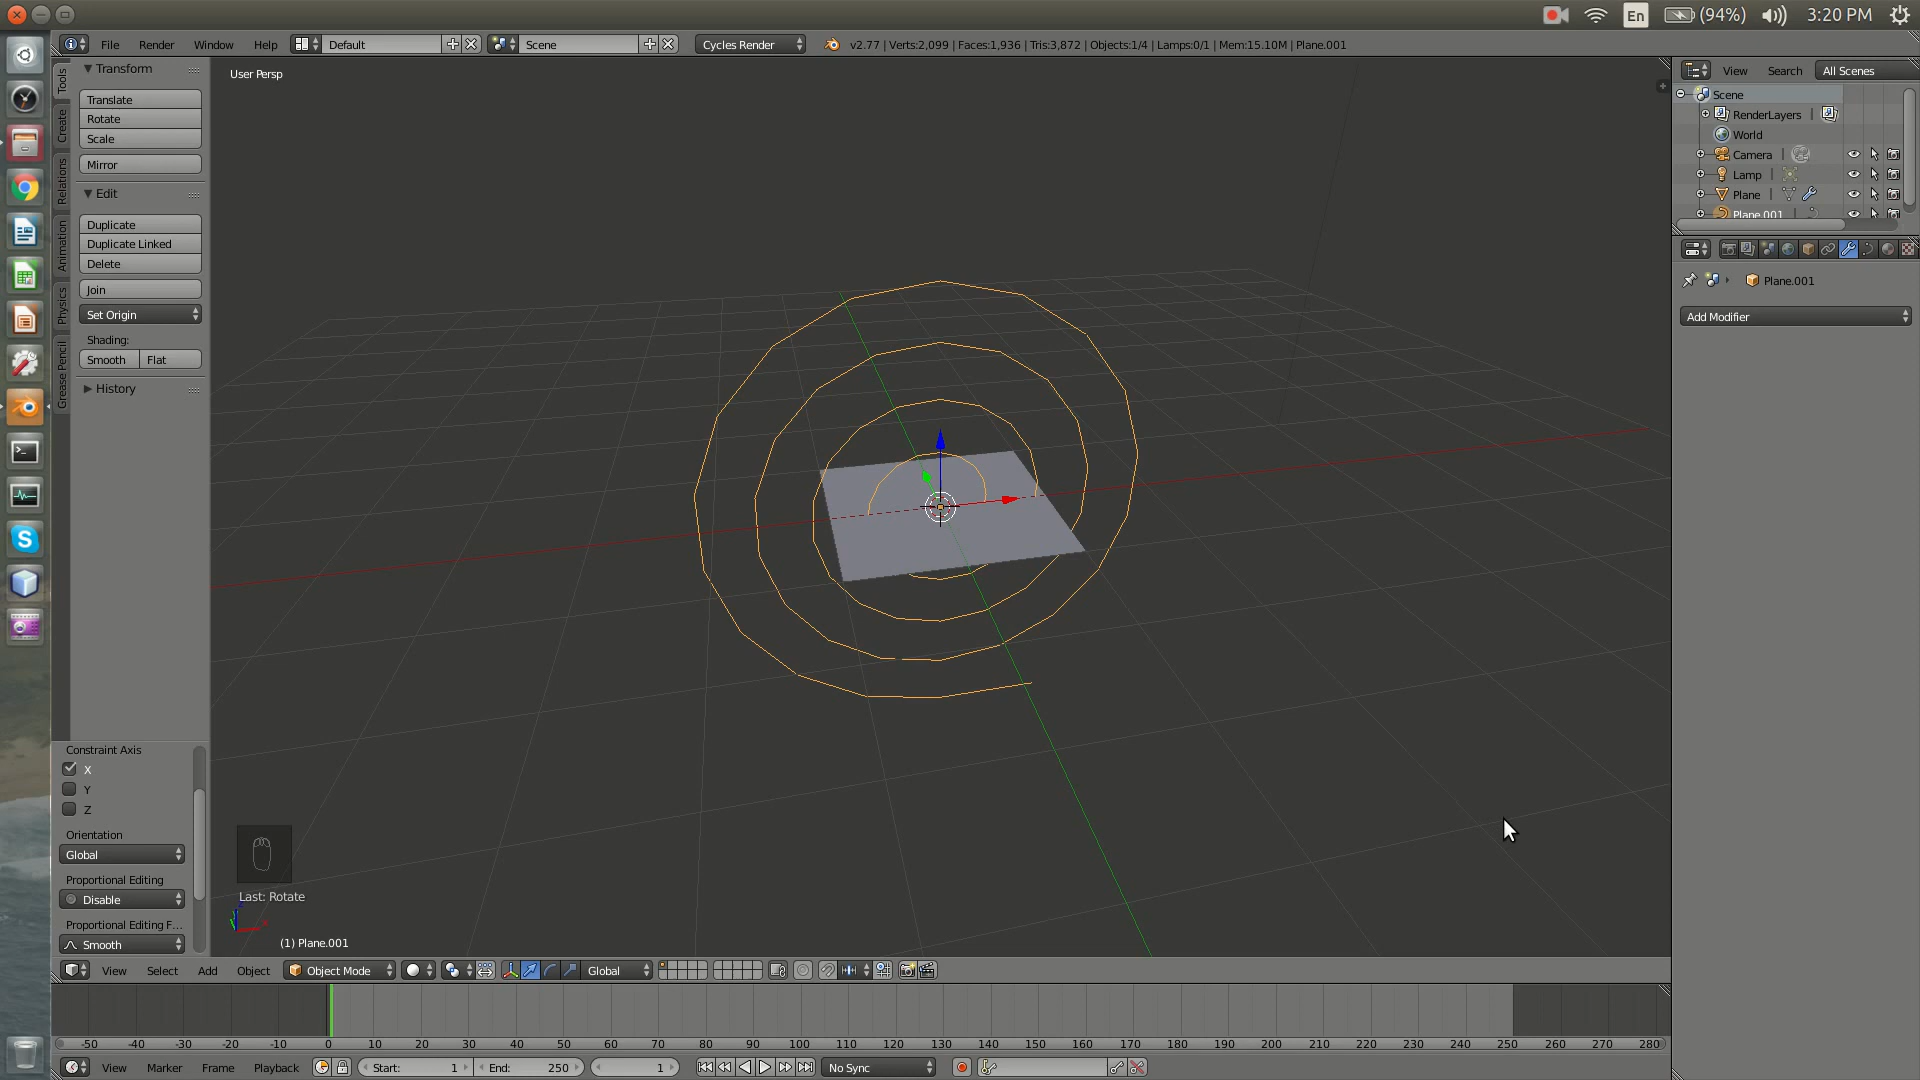 En
(94%)
3:20 PM
File
Render
Window
Help
Default
Scene
Cycles Render
v2.77 | Verts:2,099 | Faces:1,936 | Tris:3,872 | Objects:1/4 | Lamps:0/1 | Mem:15.10M | Plane.001
Tools
Create
Relations
Animation
Physics
Grease Pencil
Transform
Translate
Rotate
Scale
Mirror
Edit
Duplicate
Duplicate Linked
Delete
Join
Set Origin
Shading:
Smooth
Flat
History
Constraint Axis
X
Y
Z
Orientation
Global
Proportional Editing
Disable
Proportional Editing F...
Smooth
User Persp
Last: Rotate
(1) Plane.001
View
Search
All Scenes
Scene
RenderLayers
World
Camera
Lamp
Plane
Plane.001
Plane.001
Add Modifier
View
Select
Add
Object
Object Mode
Global
-50 -40 -30 -20 -10 0 10 20 30 40 50 60 70 80 90 100 110 120 130 140 150 160 170 180 190 200 210 220 230 240 250 260 270 280
View
Marker
Frame
Playback
Start: 1
End: 250
1
No Sync